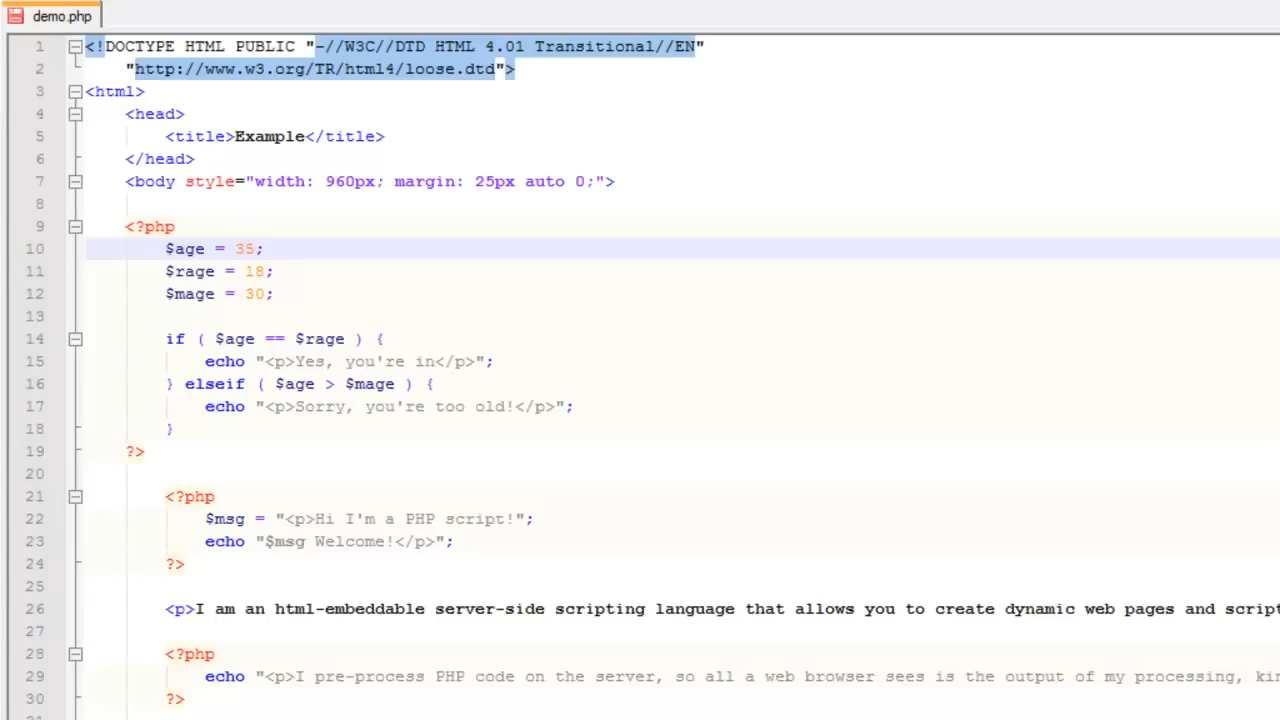 demo.php
1 <!DOCTYPE HTML PUBLIC "-//W3C//DTD HTML 4.01 Transitional//EN"
2 "http://www.w3.org/TR/html4/loose.dtd">
3 <html>
4 <head>
5 <title>Example</title>
6 </head>
7 <body style="width: 960px; margin: 25px auto 0;">
8
9 <?php
10 $age = 35;
11 $rage = 18;
12 $mage = 30;
13
14 if ( $age == $rage ) {
15 echo "<p>Yes, you're in</p>";
16 } elseif ( $age > $mage ) {
17 echo "<p>Sorry, you're too old!</p>";
18 }
19 ?>
20
21 <?php
22 $msg = "<p>Hi I'm a PHP script!";
23 echo "$msg Welcome!</p>";
24 ?>
25
26 <p>I am an html-embeddable server-side scripting language that allows you to create dynamic web pages and script
27
28 <?php
29 echo "<p>I pre-process PHP code on the server, so all a web browser sees is the output of my processing, kin
30 ?>